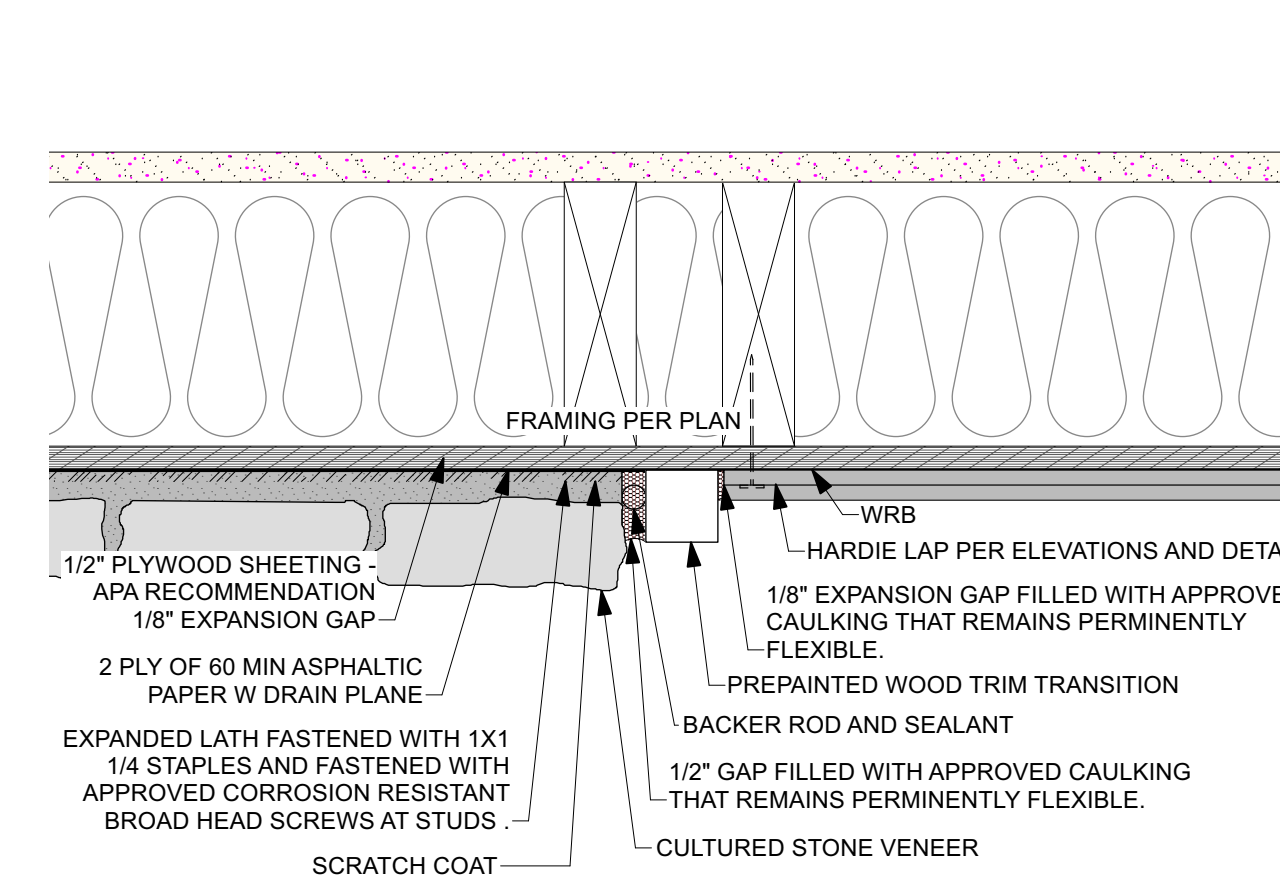 FRAMING PER PLAN
WRB
HARDIE LAP PER ELEVATIONS AND
1/2" PLYWOOD SHEETING -
APA RECOMMENDATION
1/8" EXPANSION GAP
1/8" EXPANSION GAP FILLED WITH
CAULKING THAT REMAINS PERMINENTLY
FLEXIBLE.
2 PLY OF 60 MIN ASPHALTIC
PAPER W DRAIN PLANE
PREPAINTED WOOD TRIM TRANSITION
BACKER ROD AND SEALANT
EXPANDED LATH FASTENED WITH 1X1
1/4 STAPLES AND FASTENED WITH
APPROVED CORROSION RESISTANT
BROAD HEAD SCREWS AT STUDS .
1/2" GAP FILLED WITH APPROVED CAULKING
THAT REMAINS PERMINENTLY FLEXIBLE.
CULTURED STONE VENEER
SCRATCH COAT